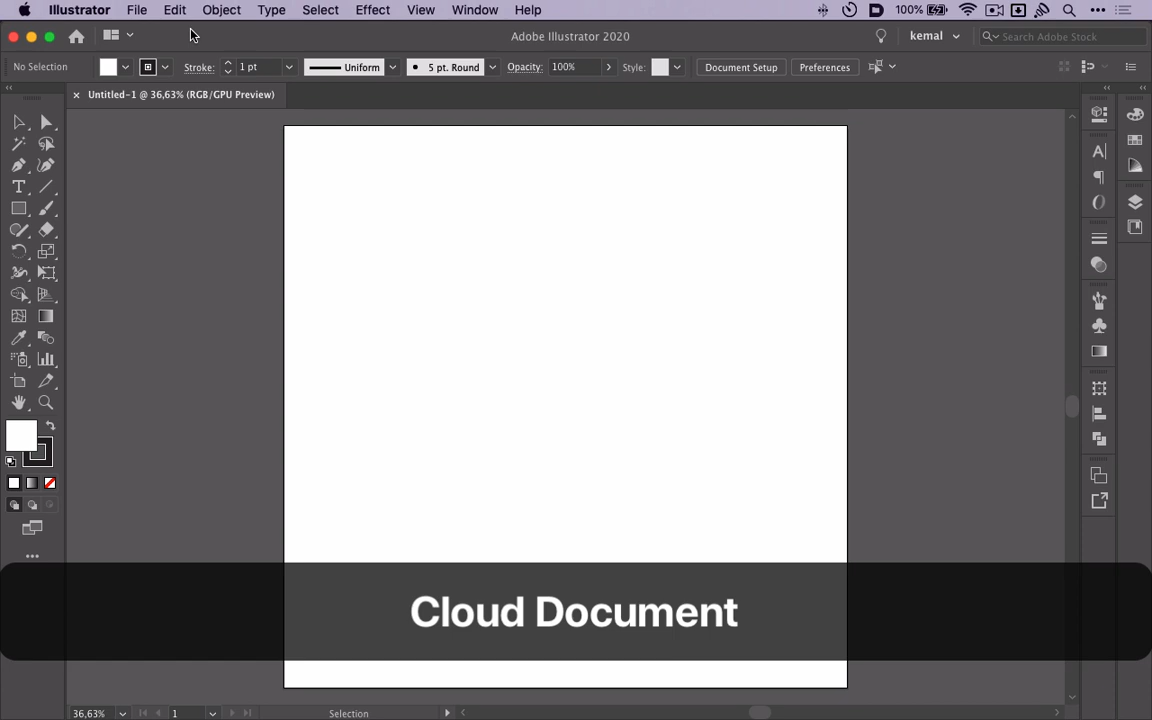 Illustrator File Edit Object Type Select Effect View Window Help 100%
Adobe Illustrator 2020 kemal Search Adobe Stock
No Selection Stroke: 1 pt Uniform 5 pt. Round Opacity: 100% Style: Document Setup Preferences
× Untitled-1 @ 36,63% (RGB/GPU Preview)
Cloud Document
36,63% 1 Selection